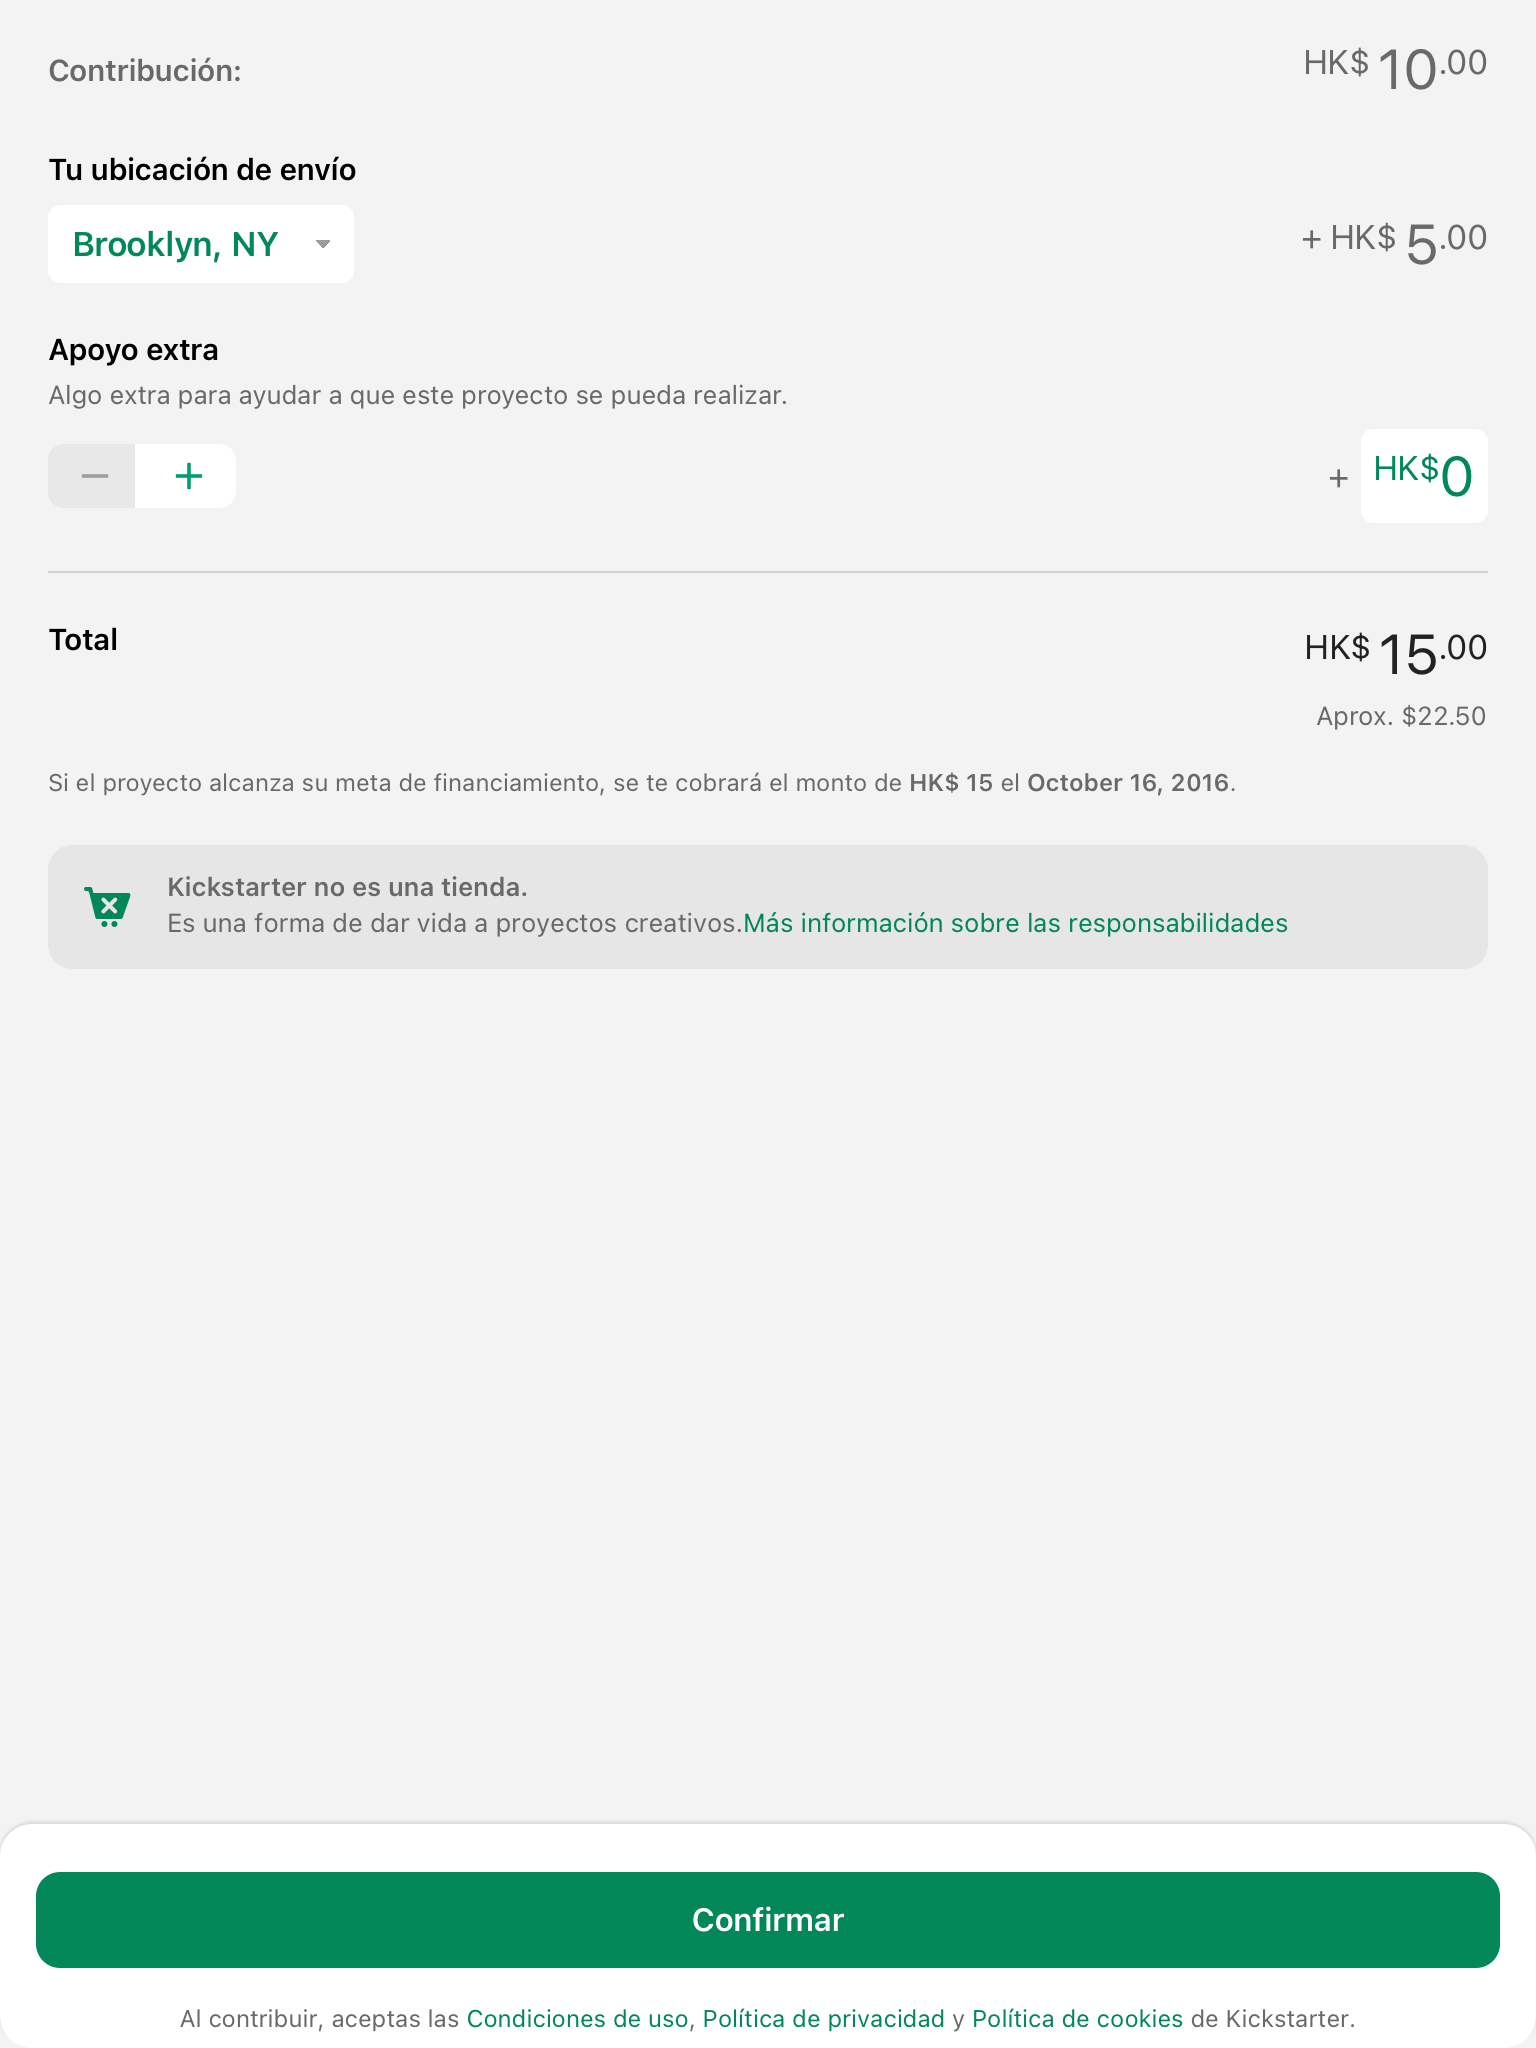 Contribución:
HK$ 10.00
Tu ubicación de envío
Brooklyn, NY
+ HK$ 5.00
Apoyo extra
Algo extra para ayudar a que este proyecto se pueda realizar.
− +
+ HK$0
Total
HK$ 15.00
Aprox. $22.50
Si el proyecto alcanza su meta de financiamiento, se te cobrará el monto de HK$ 15 el October 16, 2016.
Kickstarter no es una tienda.
Es una forma de dar vida a proyectos creativos.Más información sobre las responsabilidades
Confirmar
Al contribuir, aceptas las Condiciones de uso, Política de privacidad y Política de cookies de Kickstarter.